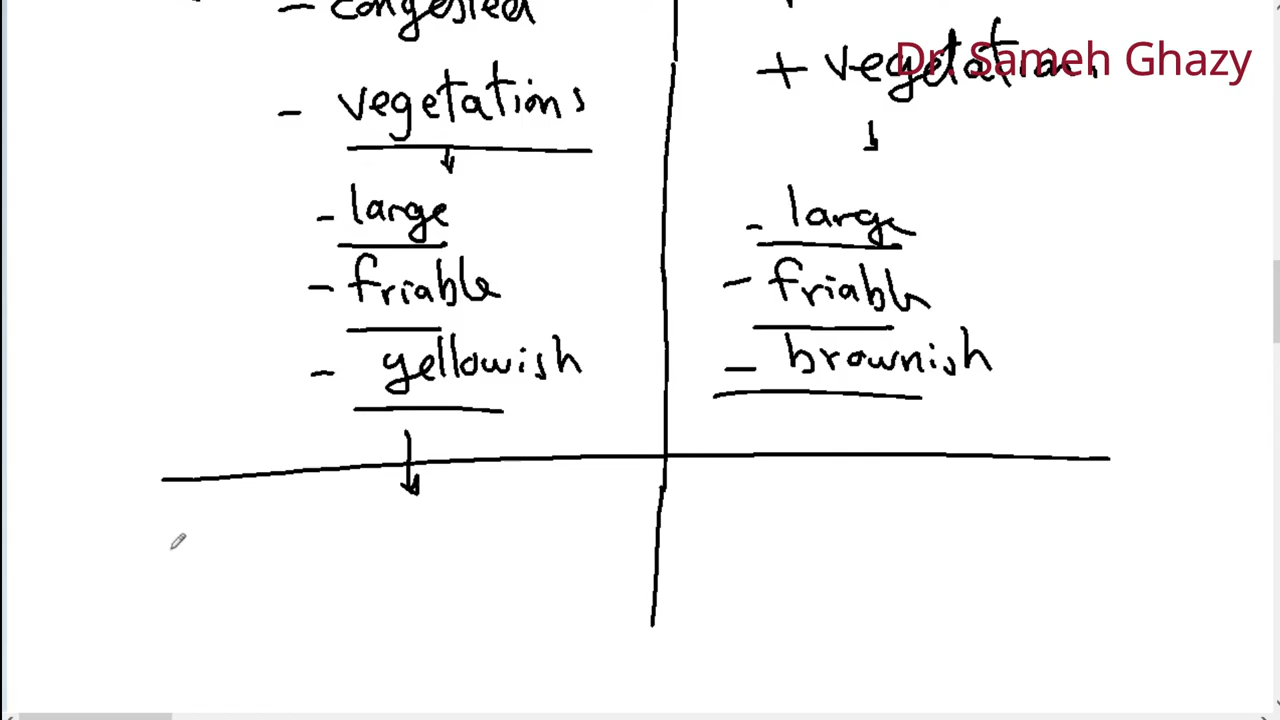 - congested
- vegetations
- large
- friable
- yellowish
+ vegetation.
Dr. Sameh Ghazy
- large
- friable
- brownish